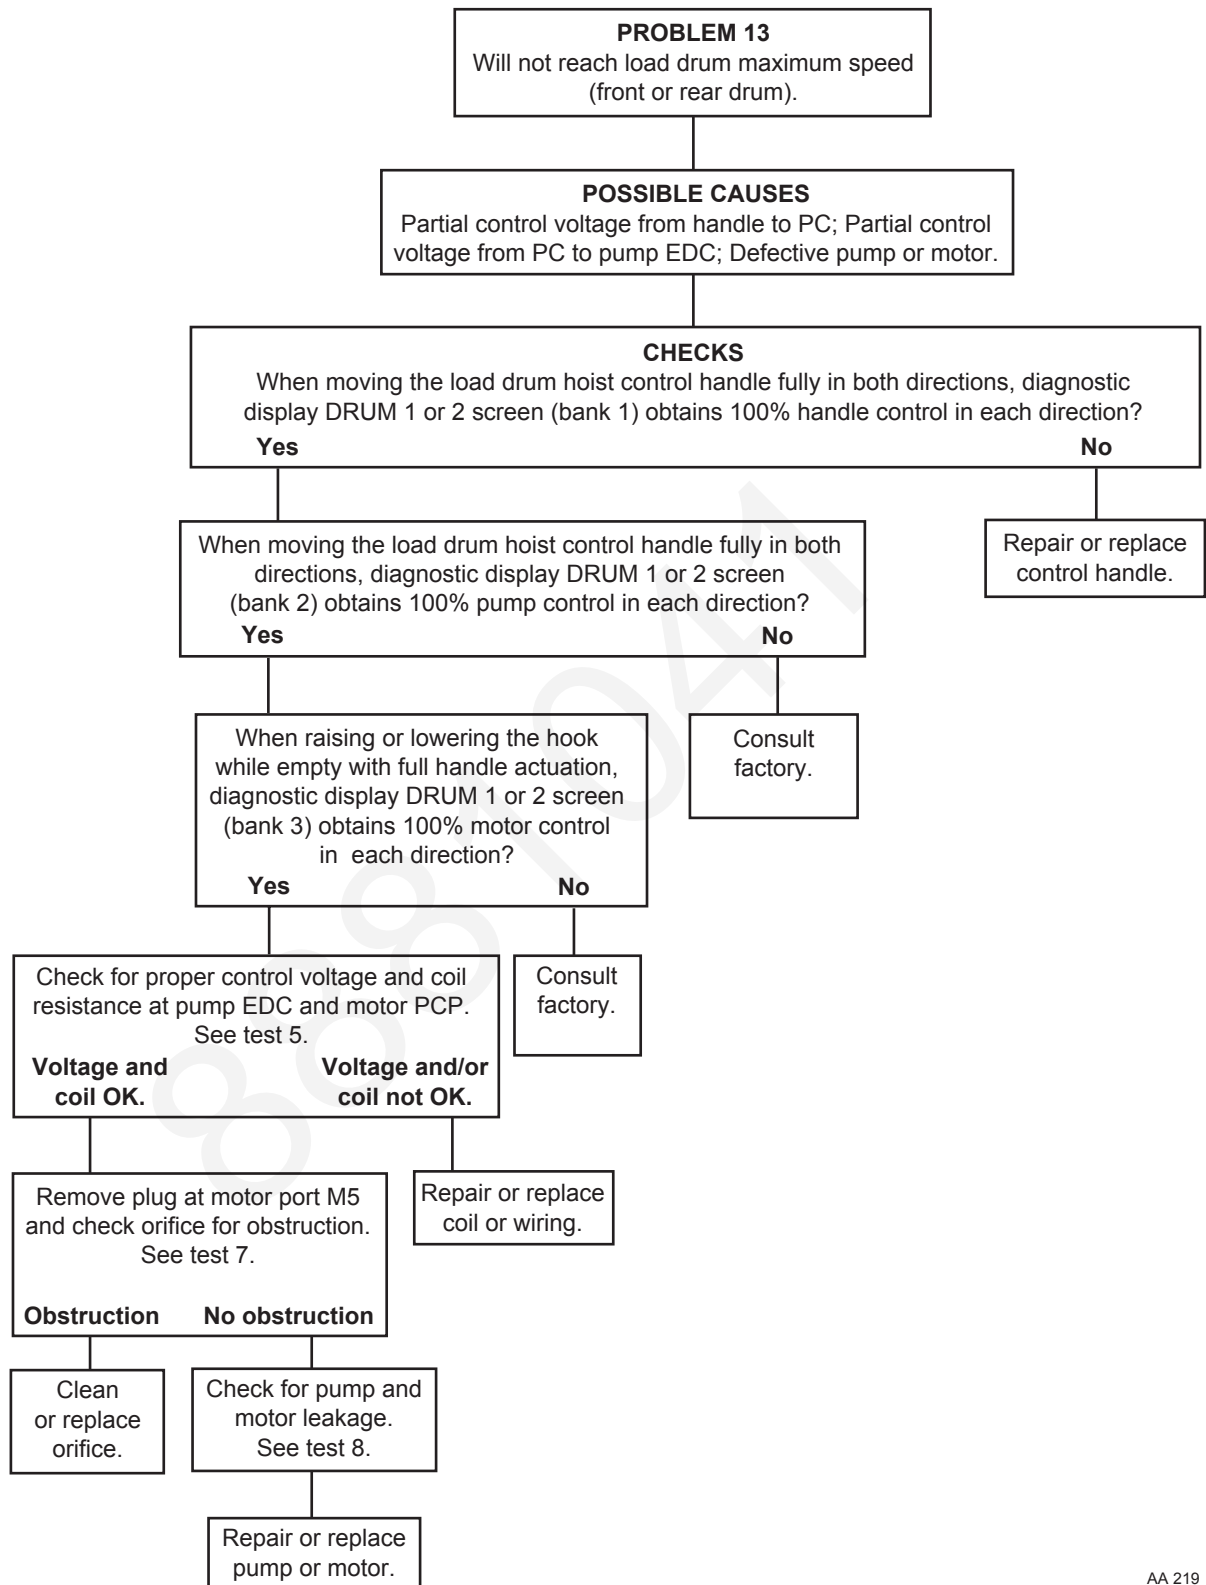 PROBLEM 13
Will not reach load drum maximum speed
(front or rear drum).
POSSIBLE CAUSES
Partial control voltage from handle to PC; Partial control
voltage from PC to pump EDC; Defective pump or motor.
CHECKS
When moving the load drum hoist control handle fully in both directions, diagnostic
display DRUM 1 or 2 screen (bank 1) obtains 100% handle control in each direction?
Yes No
When moving the load drum hoist control handle fully in both
directions, diagnostic display DRUM 1 or 2 screen
(bank 2) obtains 100% pump control in each direction?
Yes No
Repair or replace
control handle.
When raising or lowering the hook
while empty with full handle actuation,
diagnostic display DRUM 1 or 2 screen
(bank 3) obtains 100% motor control
in each direction?
Yes No
Consult
factory.
Check for proper control voltage and coil
resistance at pump EDC and motor PCP.
See test 5.
Voltage and
coil OK.
Voltage and/or
coil not OK.
Consult
factory.
Remove plug at motor port M5
and check orifice for obstruction.
See test 7.
Obstruction No obstruction
Repair or replace
coil or wiring.
Clean
or replace
orifice.
Check for pump and
motor leakage.
See test 8.
Repair or replace
pump or motor.
AA 219
8881041